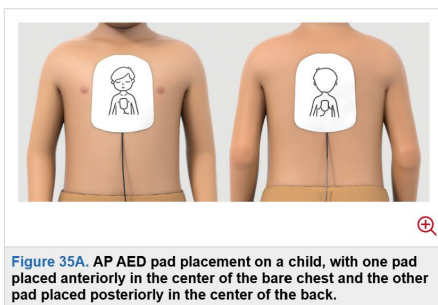 Figure 35A. AP AED pad placement on a child, with one pad
placed anteriorly in the center of the bare chest and the other
pad placed posteriorly in the center of the back.